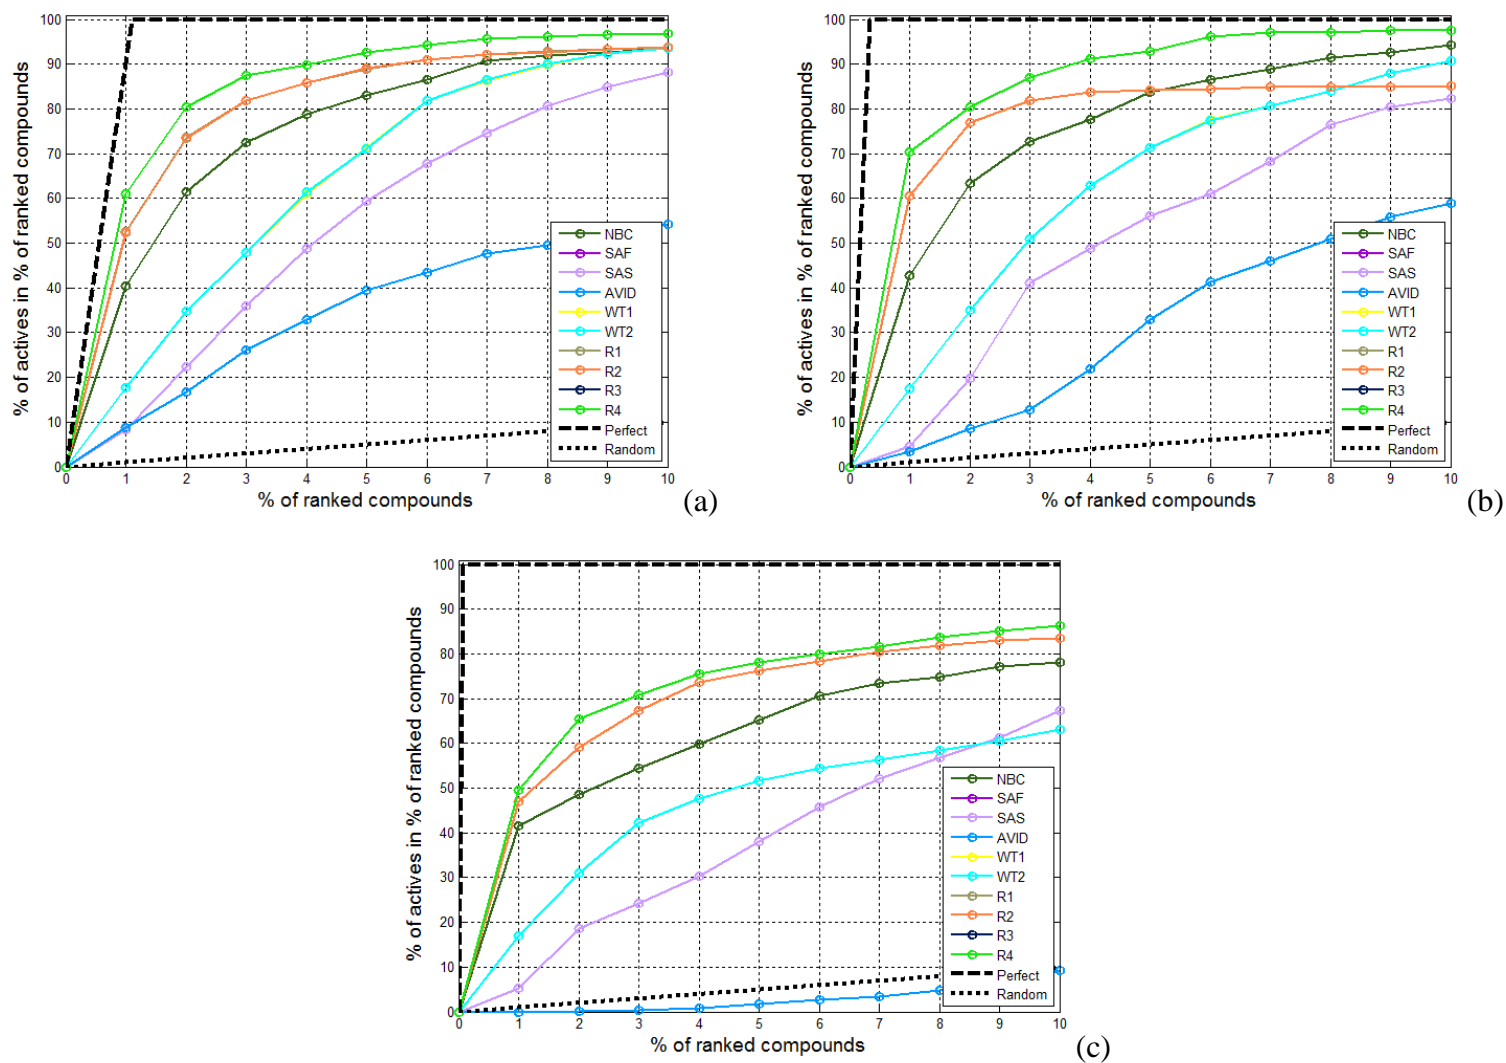 % of actives in % of ranked compounds
100
90
80
70
60
50
40
30
20
10
0
NBC
SAF
SAS
AVID
WT1
WT2
R1
R2
R3
R4
Perfect
Random
0 1 2 3 4 5 6 7 8 9 10
% of ranked compounds
(a)
% of actives in % of ranked compounds
100
90
80
70
60
50
40
30
20
10
0
NBC
SAF
SAS
AVID
WT1
WT2
R1
R2
R3
R4
Perfect
Random
0 1 2 3 4 5 6 7 8 9 10
% of ranked compounds
(b)
% of actives in % of ranked compounds
100
90
80
70
60
50
40
30
20
10
0
NBC
SAF
SAS
AVID
WT1
WT2
R1
R2
R3
R4
Perfect
Random
0 1 2 3 4 5 6 7 8 9 10
% of ranked compounds
(c)